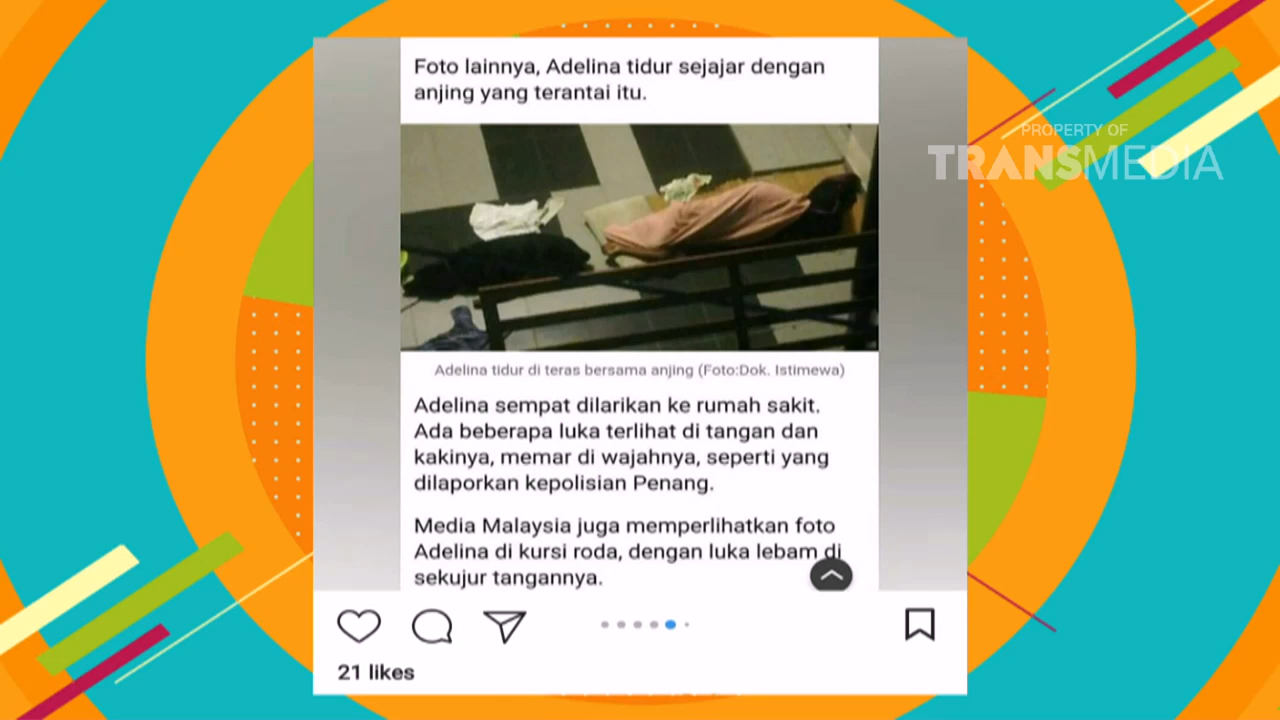 Foto lainnya, Adelina tidur sejajar dengan
anjing yang terantai itu.
PROPERTY OF
TRANSMEDIA
Adelina tidur di teras bersama anjing (Foto:Dok. Istimewa)
Adelina sempat dilarikan ke rumah sakit.
Ada beberapa luka terlihat di tangan dan
kakinya, memar di wajahnya, seperti yang
dilaporkan kepolisian Penang.
Media Malaysia juga memperlihatkan foto
Adelina di kursi roda, dengan luka lebam di
sekujur tangannya.
21 likes